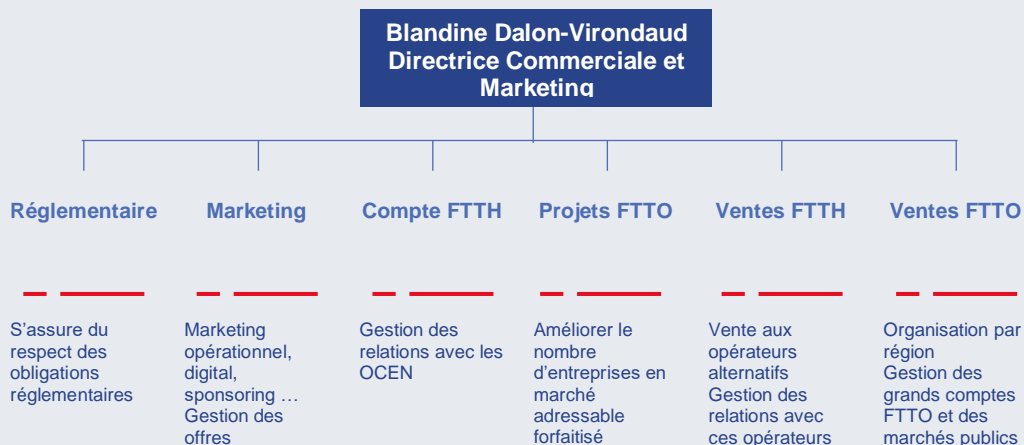 Blandine Dalon-Virondaud
Directrice Commerciale et
Marketing
Réglementaire
Marketing
Compte FTTH
Projets FTTO
Ventes FTTH
Ventes FTTO
S’assure du
respect des
obligations
réglementaires
Marketing
opérationnel,
digital,
sponsoring …
Gestion des
offres
Gestion des
relations avec les
OCEN
Améliorer le
nombre
d’entreprises en
marché
adressable
forfaitisé
Vente aux
opérateurs
alternatifs
Gestion des
relations avec
ces opérateurs
Organisation par
région
Gestion des
grands comptes
FTTO et des
marchés publics